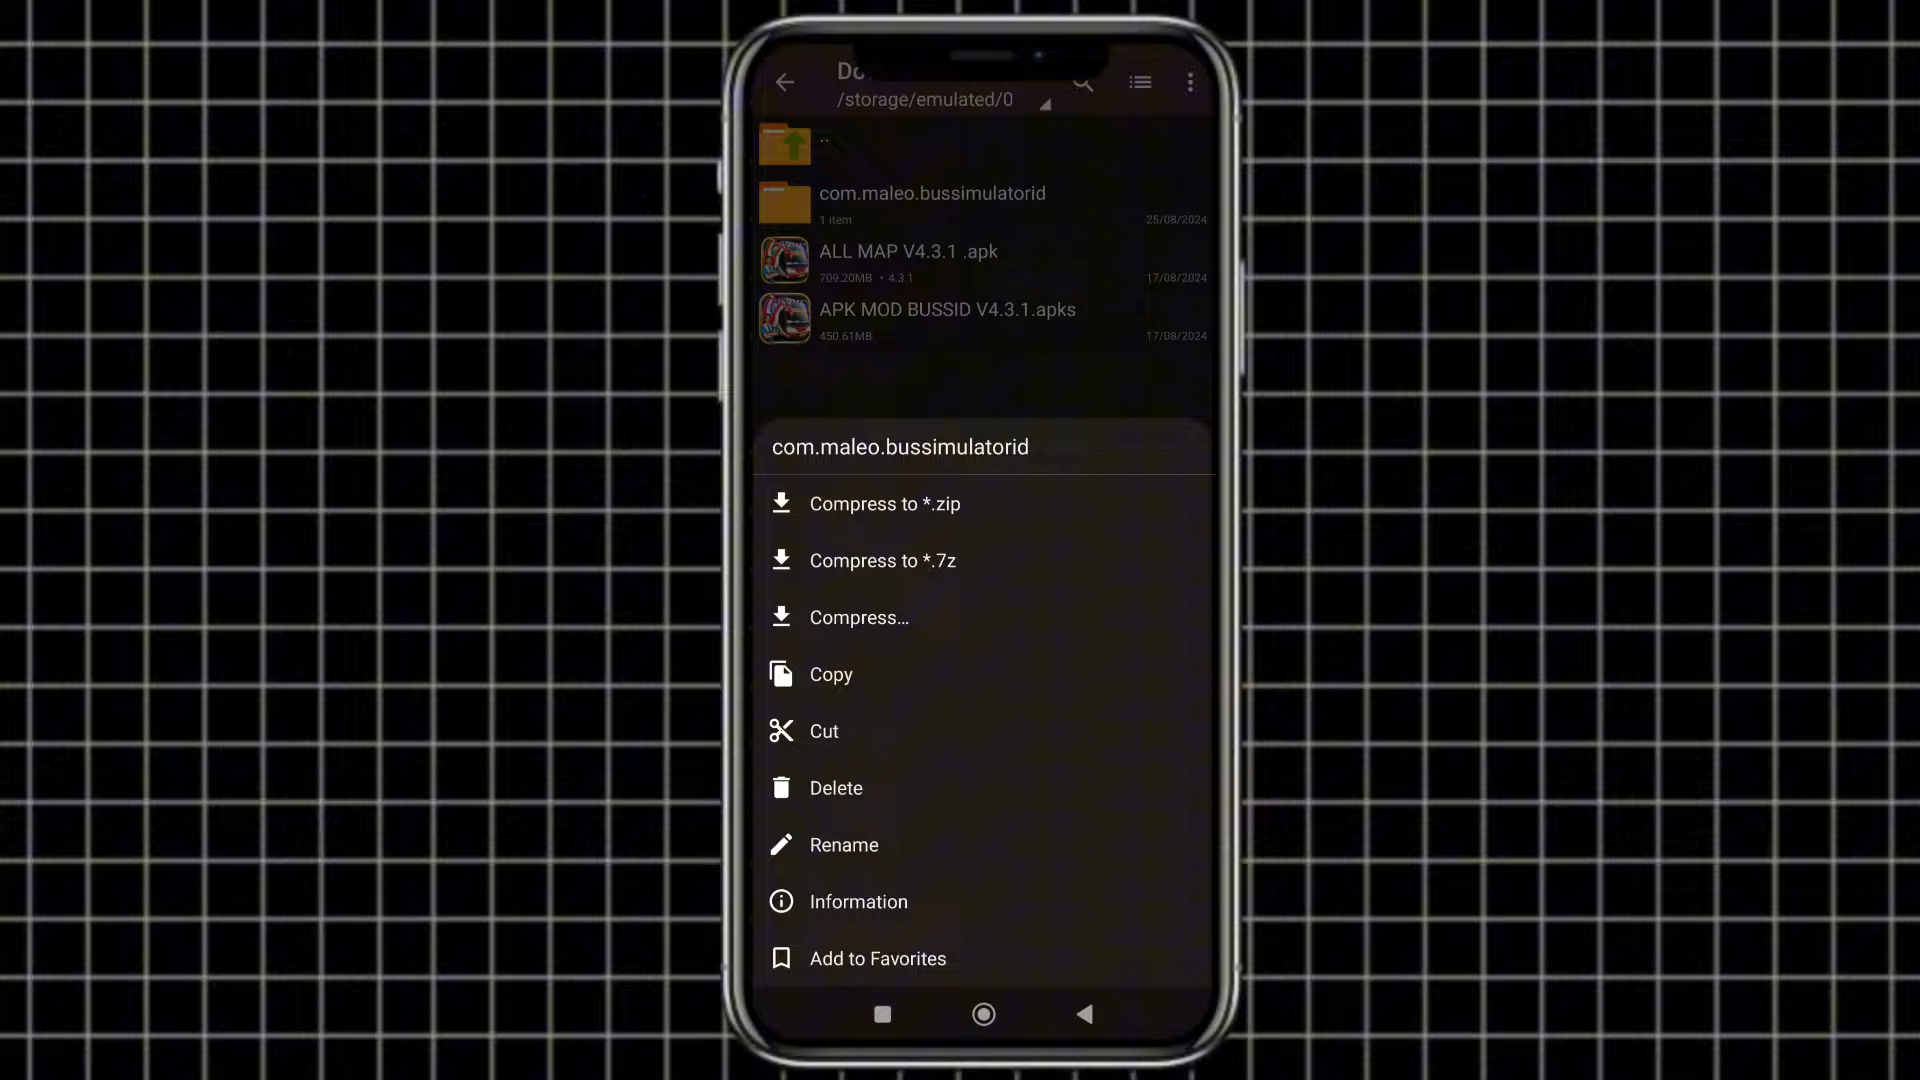 /storage/emulated/0
..
com.maleo.bussimulatorid
1 item 25/08/2024
ALL MAP V4.3.1 .apk
709.20MB • 4.3.1 17/08/2024
APK MOD BUSSID V4.3.1.apks
450.61MB 17/08/2024
com.maleo.bussimulatorid
Compress to *.zip
Compress to *.7z
Compress...
Copy
Cut
Delete
Rename
Information
Add to Favorites